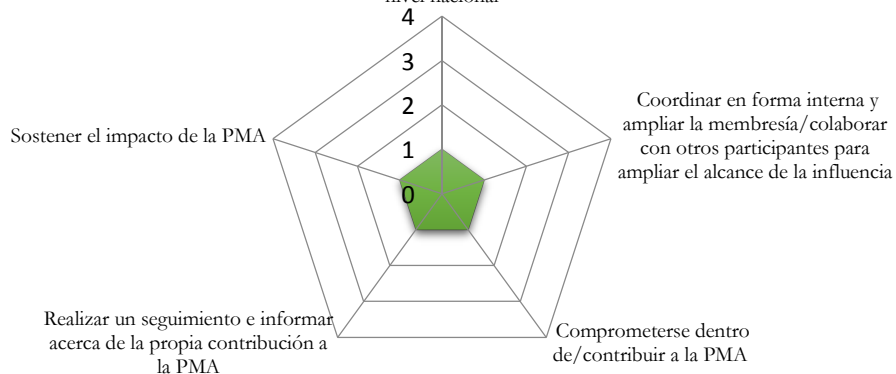 nivel nacional
4
3
2
1
0
Coordinar en forma interna y
ampliar la membresía/colaborar
con otros participantes para
ampliar el alcance de la influencia
Sostener el impacto de la PMA
Realizar un seguimiento e informar
acerca de la propia contribución a
la PMA
Comprometerse dentro
de/contribuir a la PMA